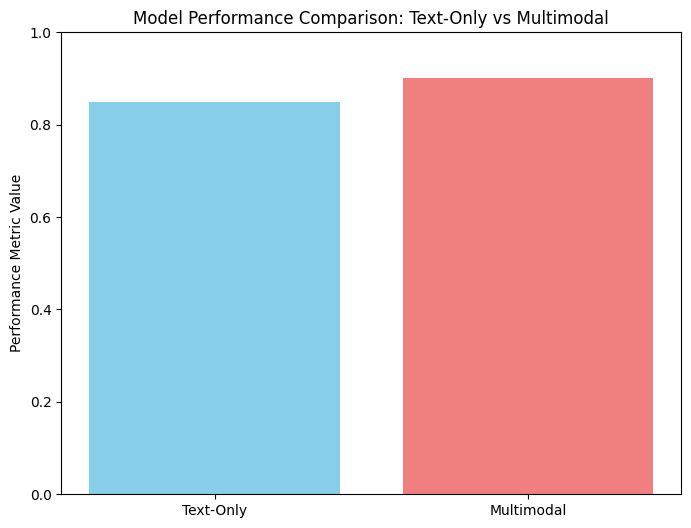 Model Performance Comparison: Text-Only vs Multimodal
1.0
0.8
0.6
0.4
0.2
0.0
Performance Metric Value
Text-Only
Multimodal